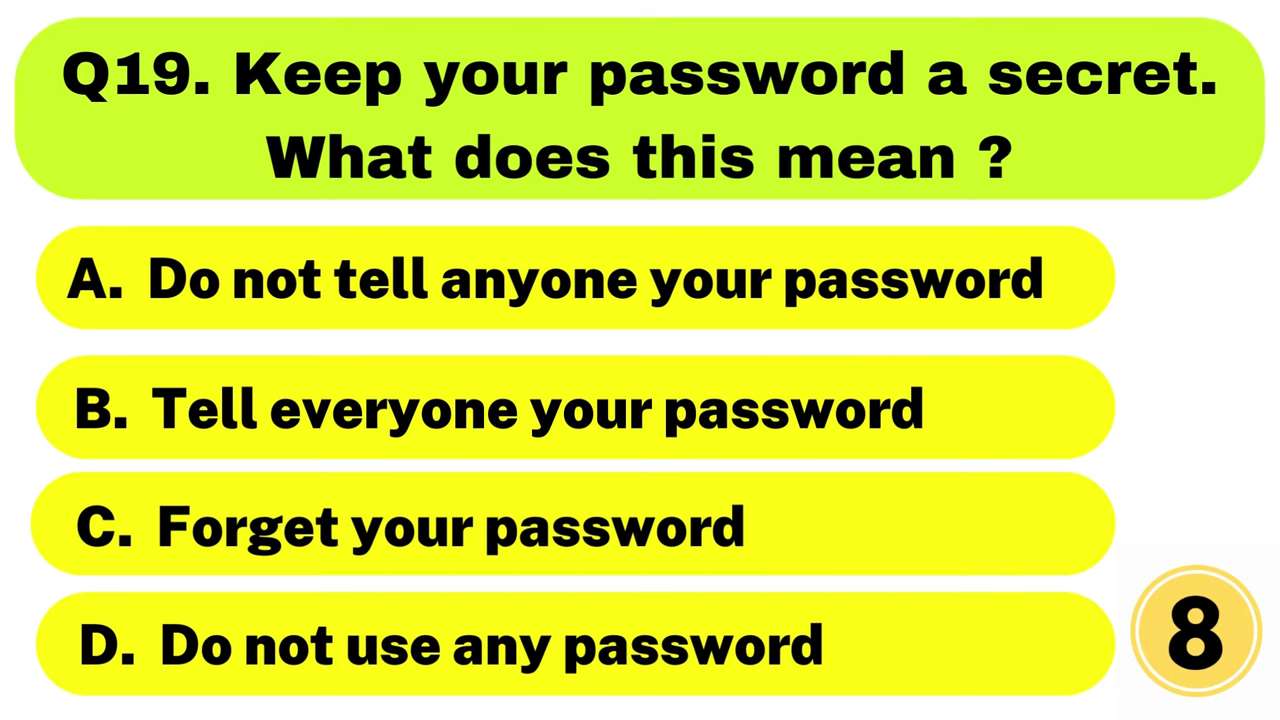 Q19. Keep your password a secret.
What does this mean ?
A. Do not tell anyone your password
B. Tell everyone your password
C. Forget your password
D. Do not use any password
8